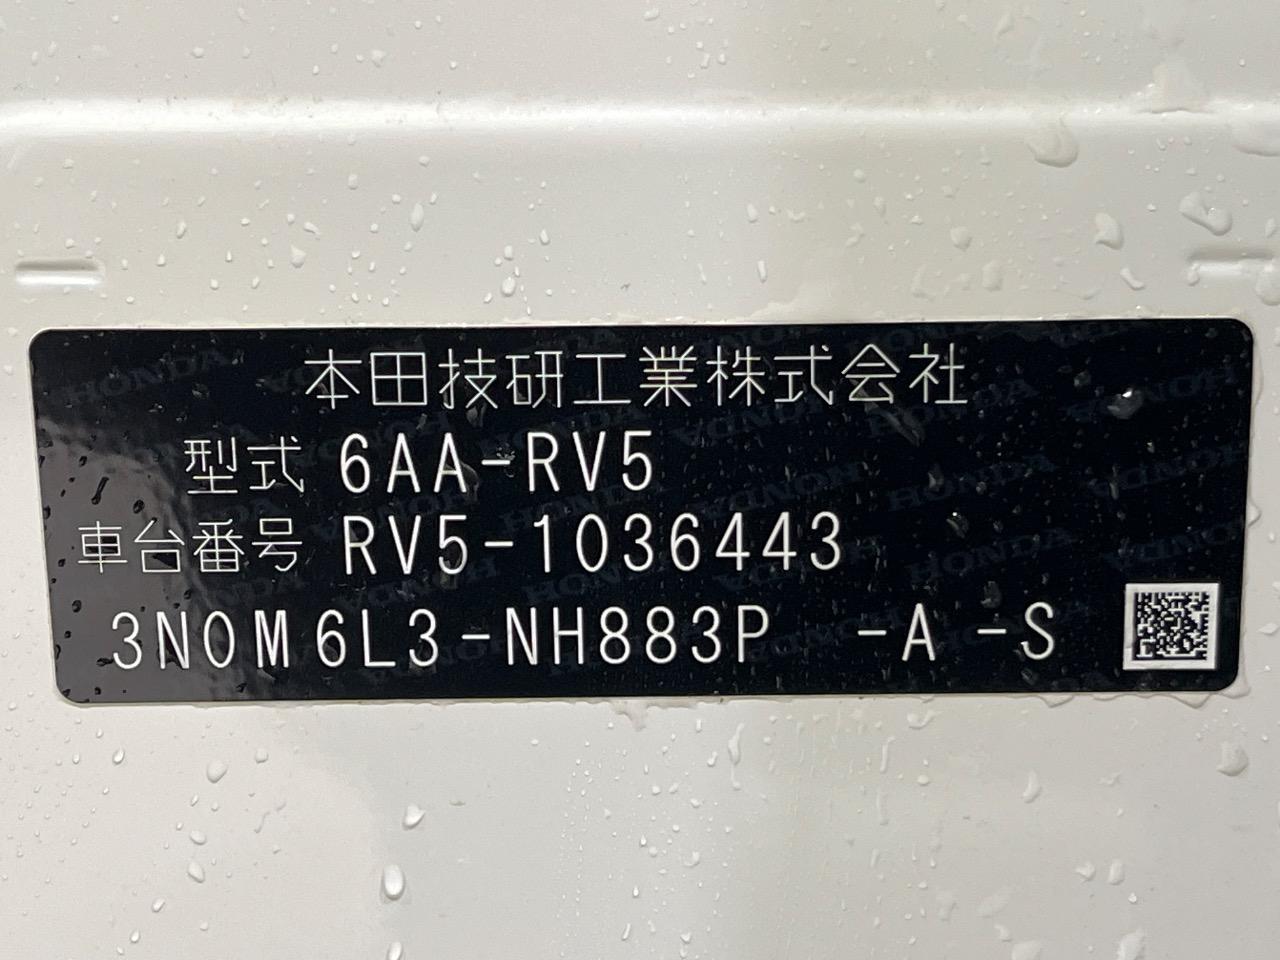 本田技研工業株式会社
型式 6AA-RV5
車台番号 RV5-1036443
3N0M6L3-NH883P -A -S